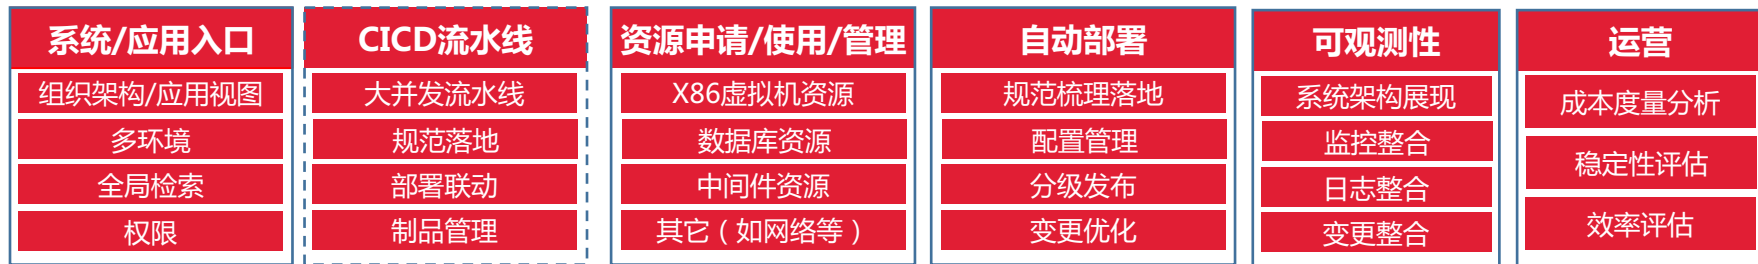 系统/应用入口
组织架构/应用视图
多环境
全局检索
权限
CICD流水线
大并发流水线
规范落地
部署联动
制品管理
资源申请/使用/管理
X86虚拟机资源
数据库资源
中间件资源
其它（如网络等）
自动部署
规范梳理落地
配置管理
分级发布
变更优化
可观测性
系统架构展现
监控整合
日志整合
变更整合
运营
成本度量分析
稳定性评估
效率评估